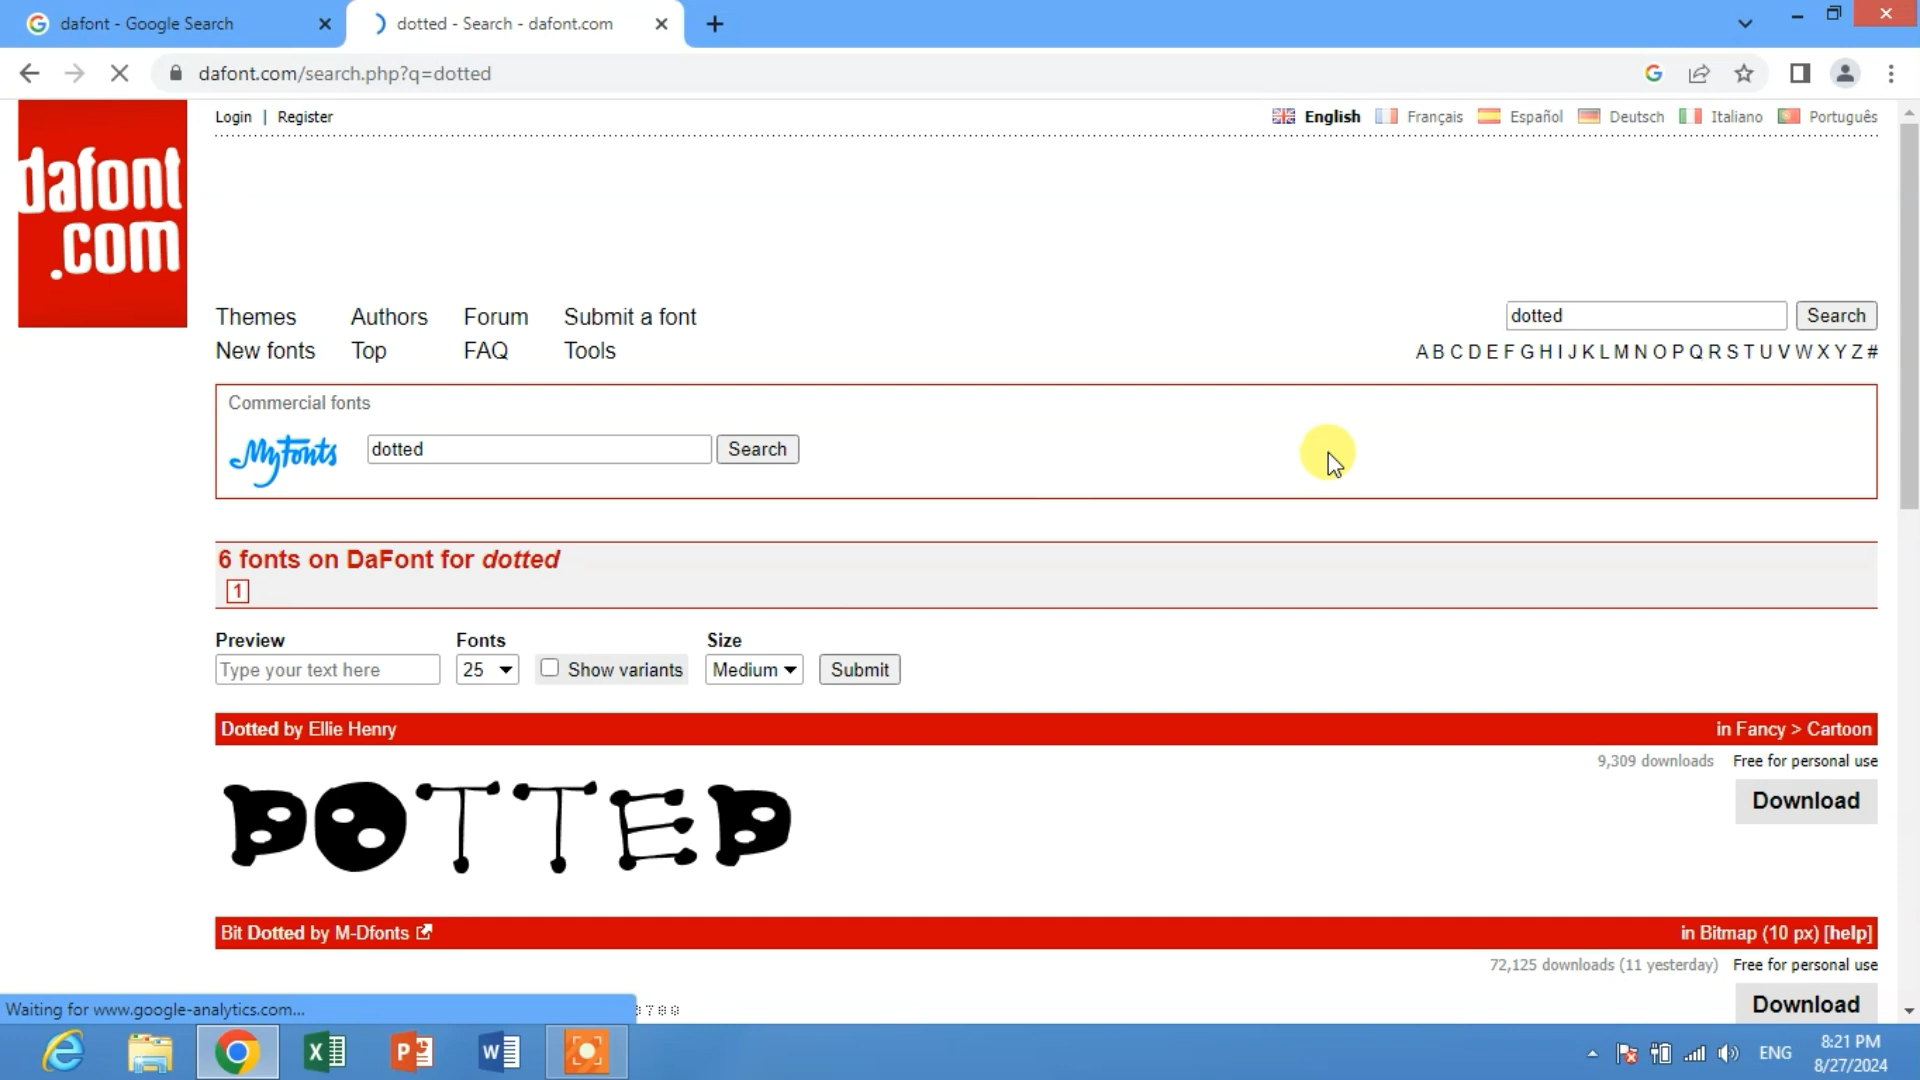 dafont - Google Search
dotted - Search - dafont.com
dafont.com/search.php?q=dotted
dafont
.com
Login | Register
English Français Español Deutsch Italiano Português
Themes Authors Forum Submit a font
dotted Search
New fonts Top FAQ Tools
A B C D E F G H I J K L M N O P Q R S T U V W X Y Z #
Commercial fonts
MyFonts dotted Search
6 fonts on DaFont for dotted
1
Preview Fonts Size
Type your text here 25 Show variants Medium Submit
Dotted by Ellie Henry in Fancy > Cartoon
9,309 downloads Free for personal use
Download
DOTTED
Bit Dotted by M-Dfonts in Bitmap (10 px) [help]
72,125 downloads (11 yesterday) Free for personal use
Download
Waiting for www.google-analytics.com...
ENG
8:21 PM
8/27/2024